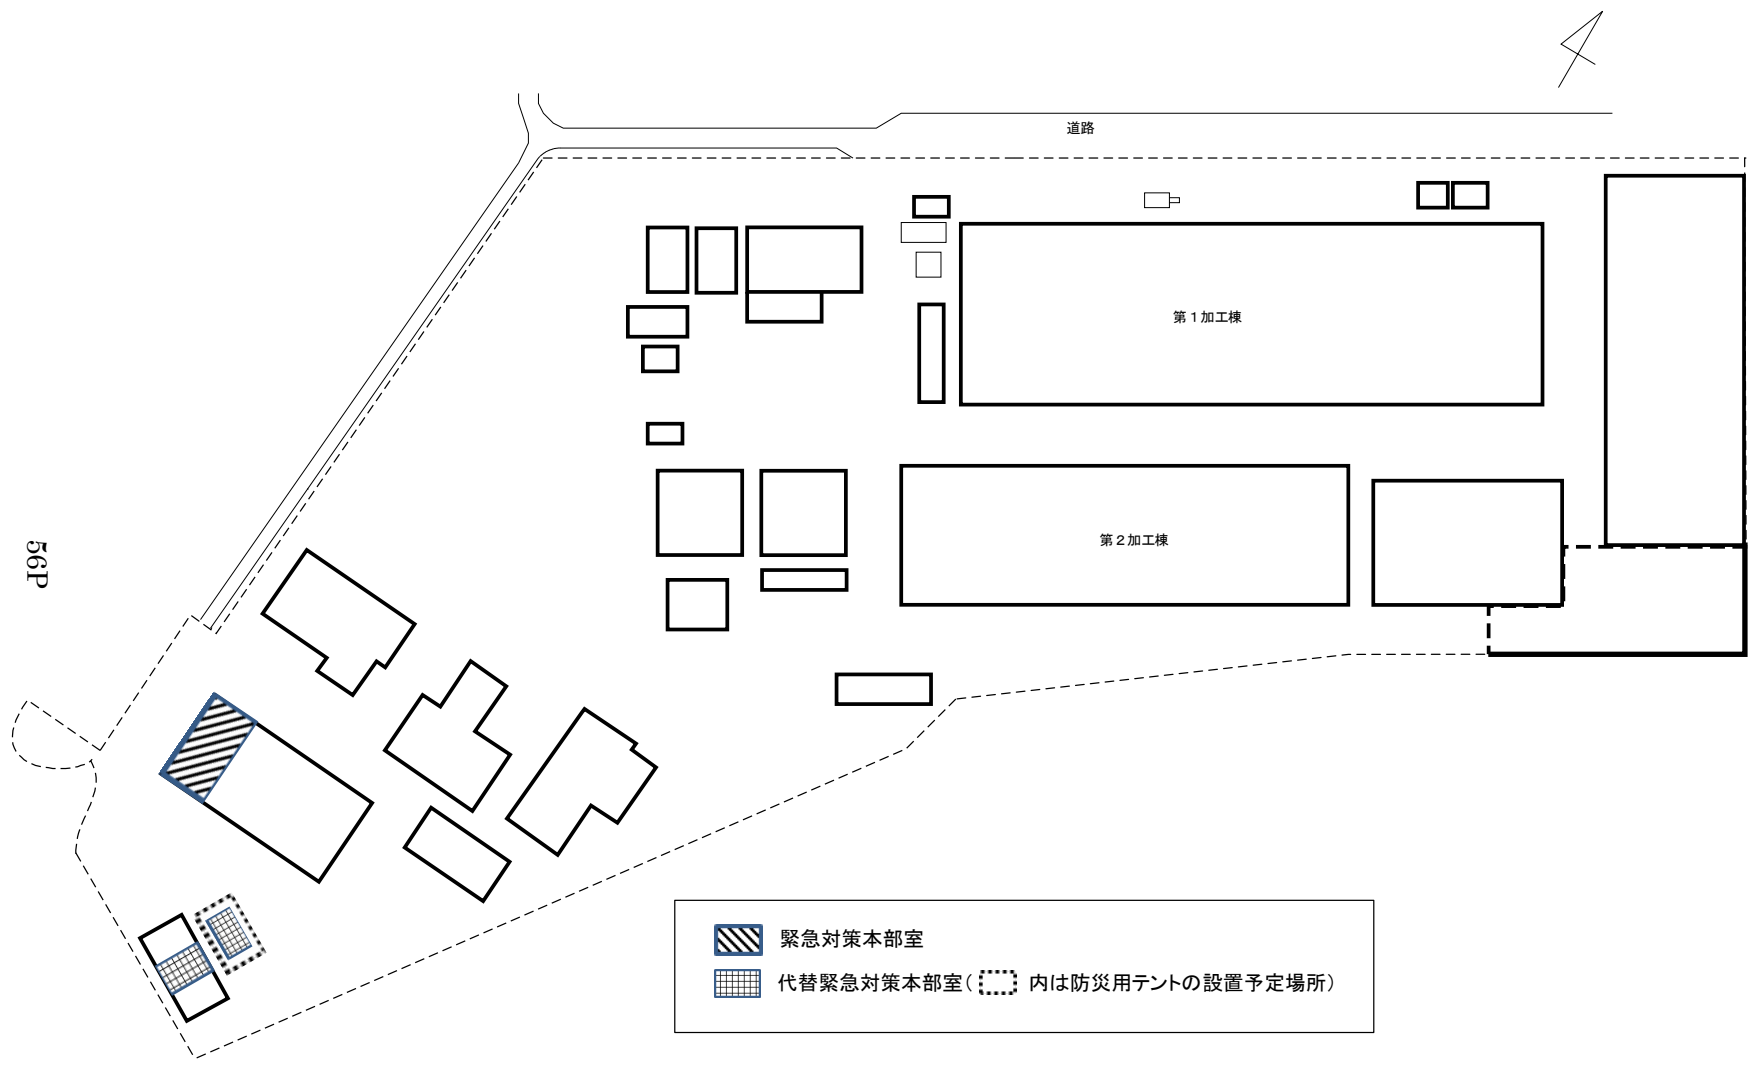 道路
第１加工棟
第２加工棟
56P
緊急対策本部室
代替緊急対策本部室（ 内は防災用テントの設置予定場所）